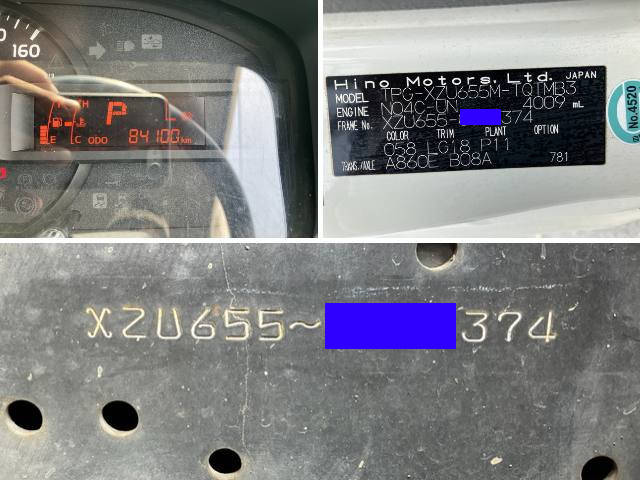 160
P
E
C ODO 84100km
Hino Motors, Ltd. JAPAN
MODEL TPG-XZU655M-TQTMB3
ENGINE N04C-UN 4009 mL
FRAME No. XZU655- 374
COLOR TRIM PLANT OPTION
058 LG18 P11
TRANS./AXLE A860E B08A 781
No.4520
XZU655~ 374